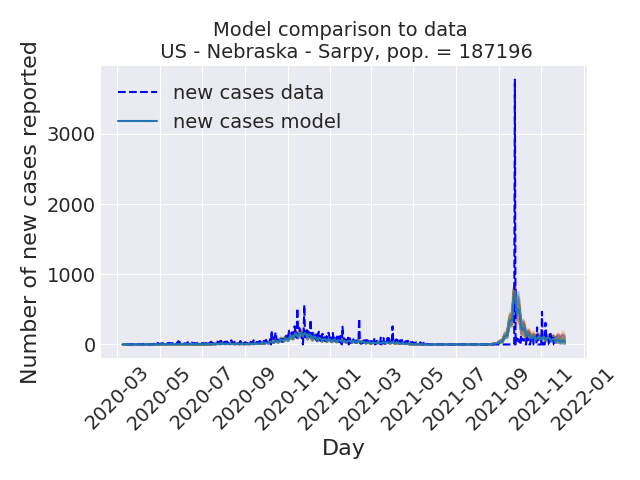 Model comparison to data
US - Nebraska - Sarpy, pop. = 187196
Number of new cases reported
new cases data
new cases model
3000
2000
1000
0
2020-03
2020-05
2020-07
2020-09
2020-11
2021-01
2021-03
2021-05
2021-07
2021-09
2021-11
2022-01
Day